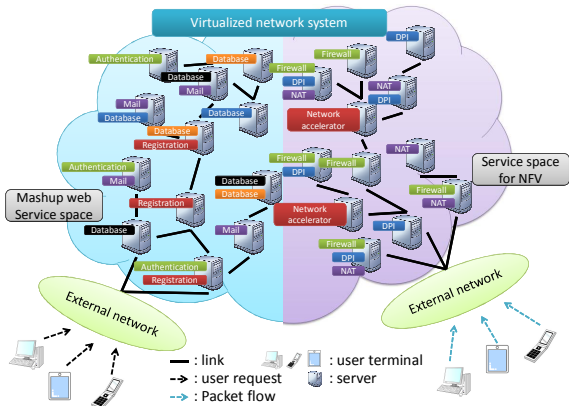 Virtualized network system
Authentication
Database
Database
Mail
Mail
Database
Database
Database
Registration
Authentication
Mail
Mashup web
Service space
Registration
Database
Database
Database
Mail
Authentication
Registration
External network
DPI
Firewall
Firewall
DPI
NAT
NAT
DPI
Network
accelerator
NAT
Firewall
DPI
Firewall
Service space
for NFV
Firewall
NAT
Network
accelerator
DPI
Firewall
DPI
NAT
External network
: link
: user terminal
: user request
: server
: Packet flow